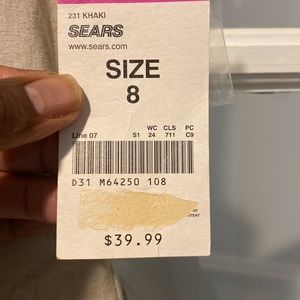 231 KHAKI
SEARS
www.sears.com
SIZE
8
WC CLS PC
Line 07 S1 24 711 C9
D31 M64250 108
$39.99